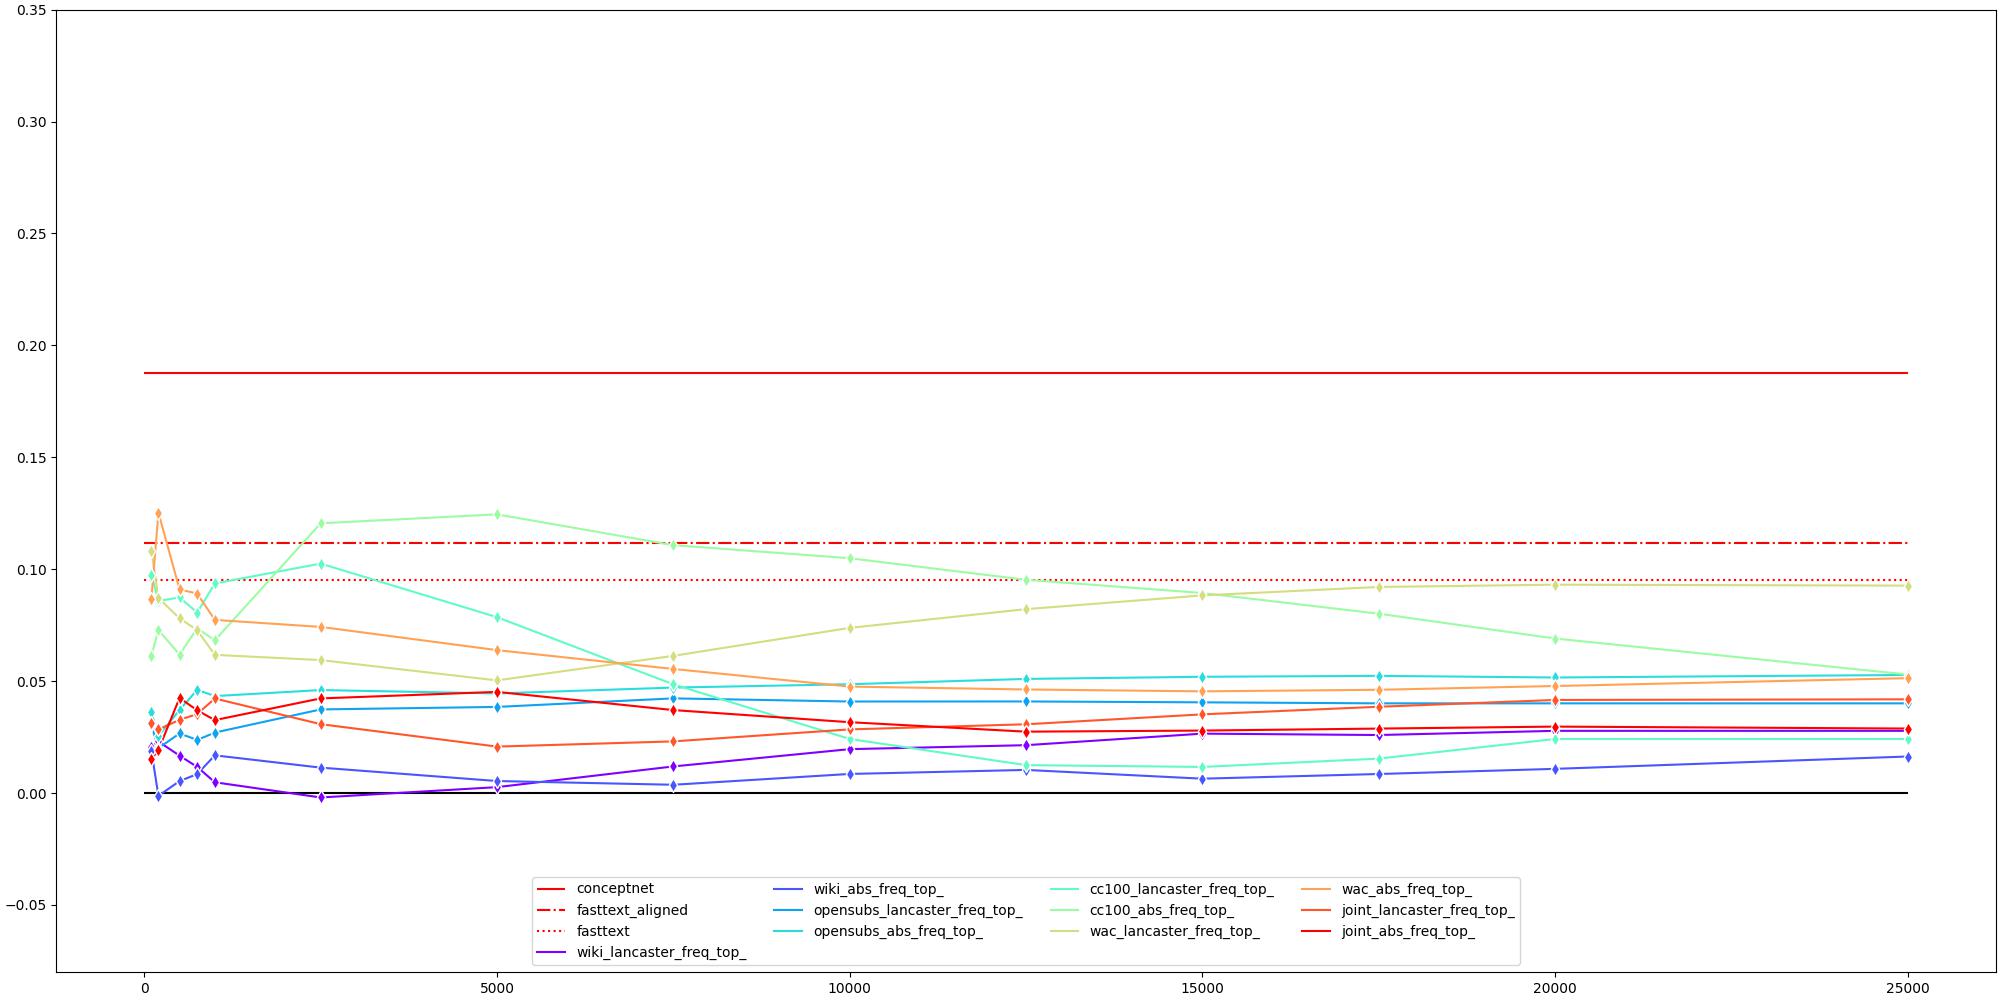 0.35
0.30
0.25
0.20
0.15
0.10
0.05
0.00
−0.05
0 5000 10000 15000 20000 25000
conceptnet
fasttext_aligned
fasttext
wiki_lancaster_freq_top_
wiki_abs_freq_top_
opensubs_lancaster_freq_top_
opensubs_abs_freq_top_
cc100_lancaster_freq_top_
cc100_abs_freq_top_
wac_lancaster_freq_top_
wac_abs_freq_top_
joint_lancaster_freq_top_
joint_abs_freq_top_